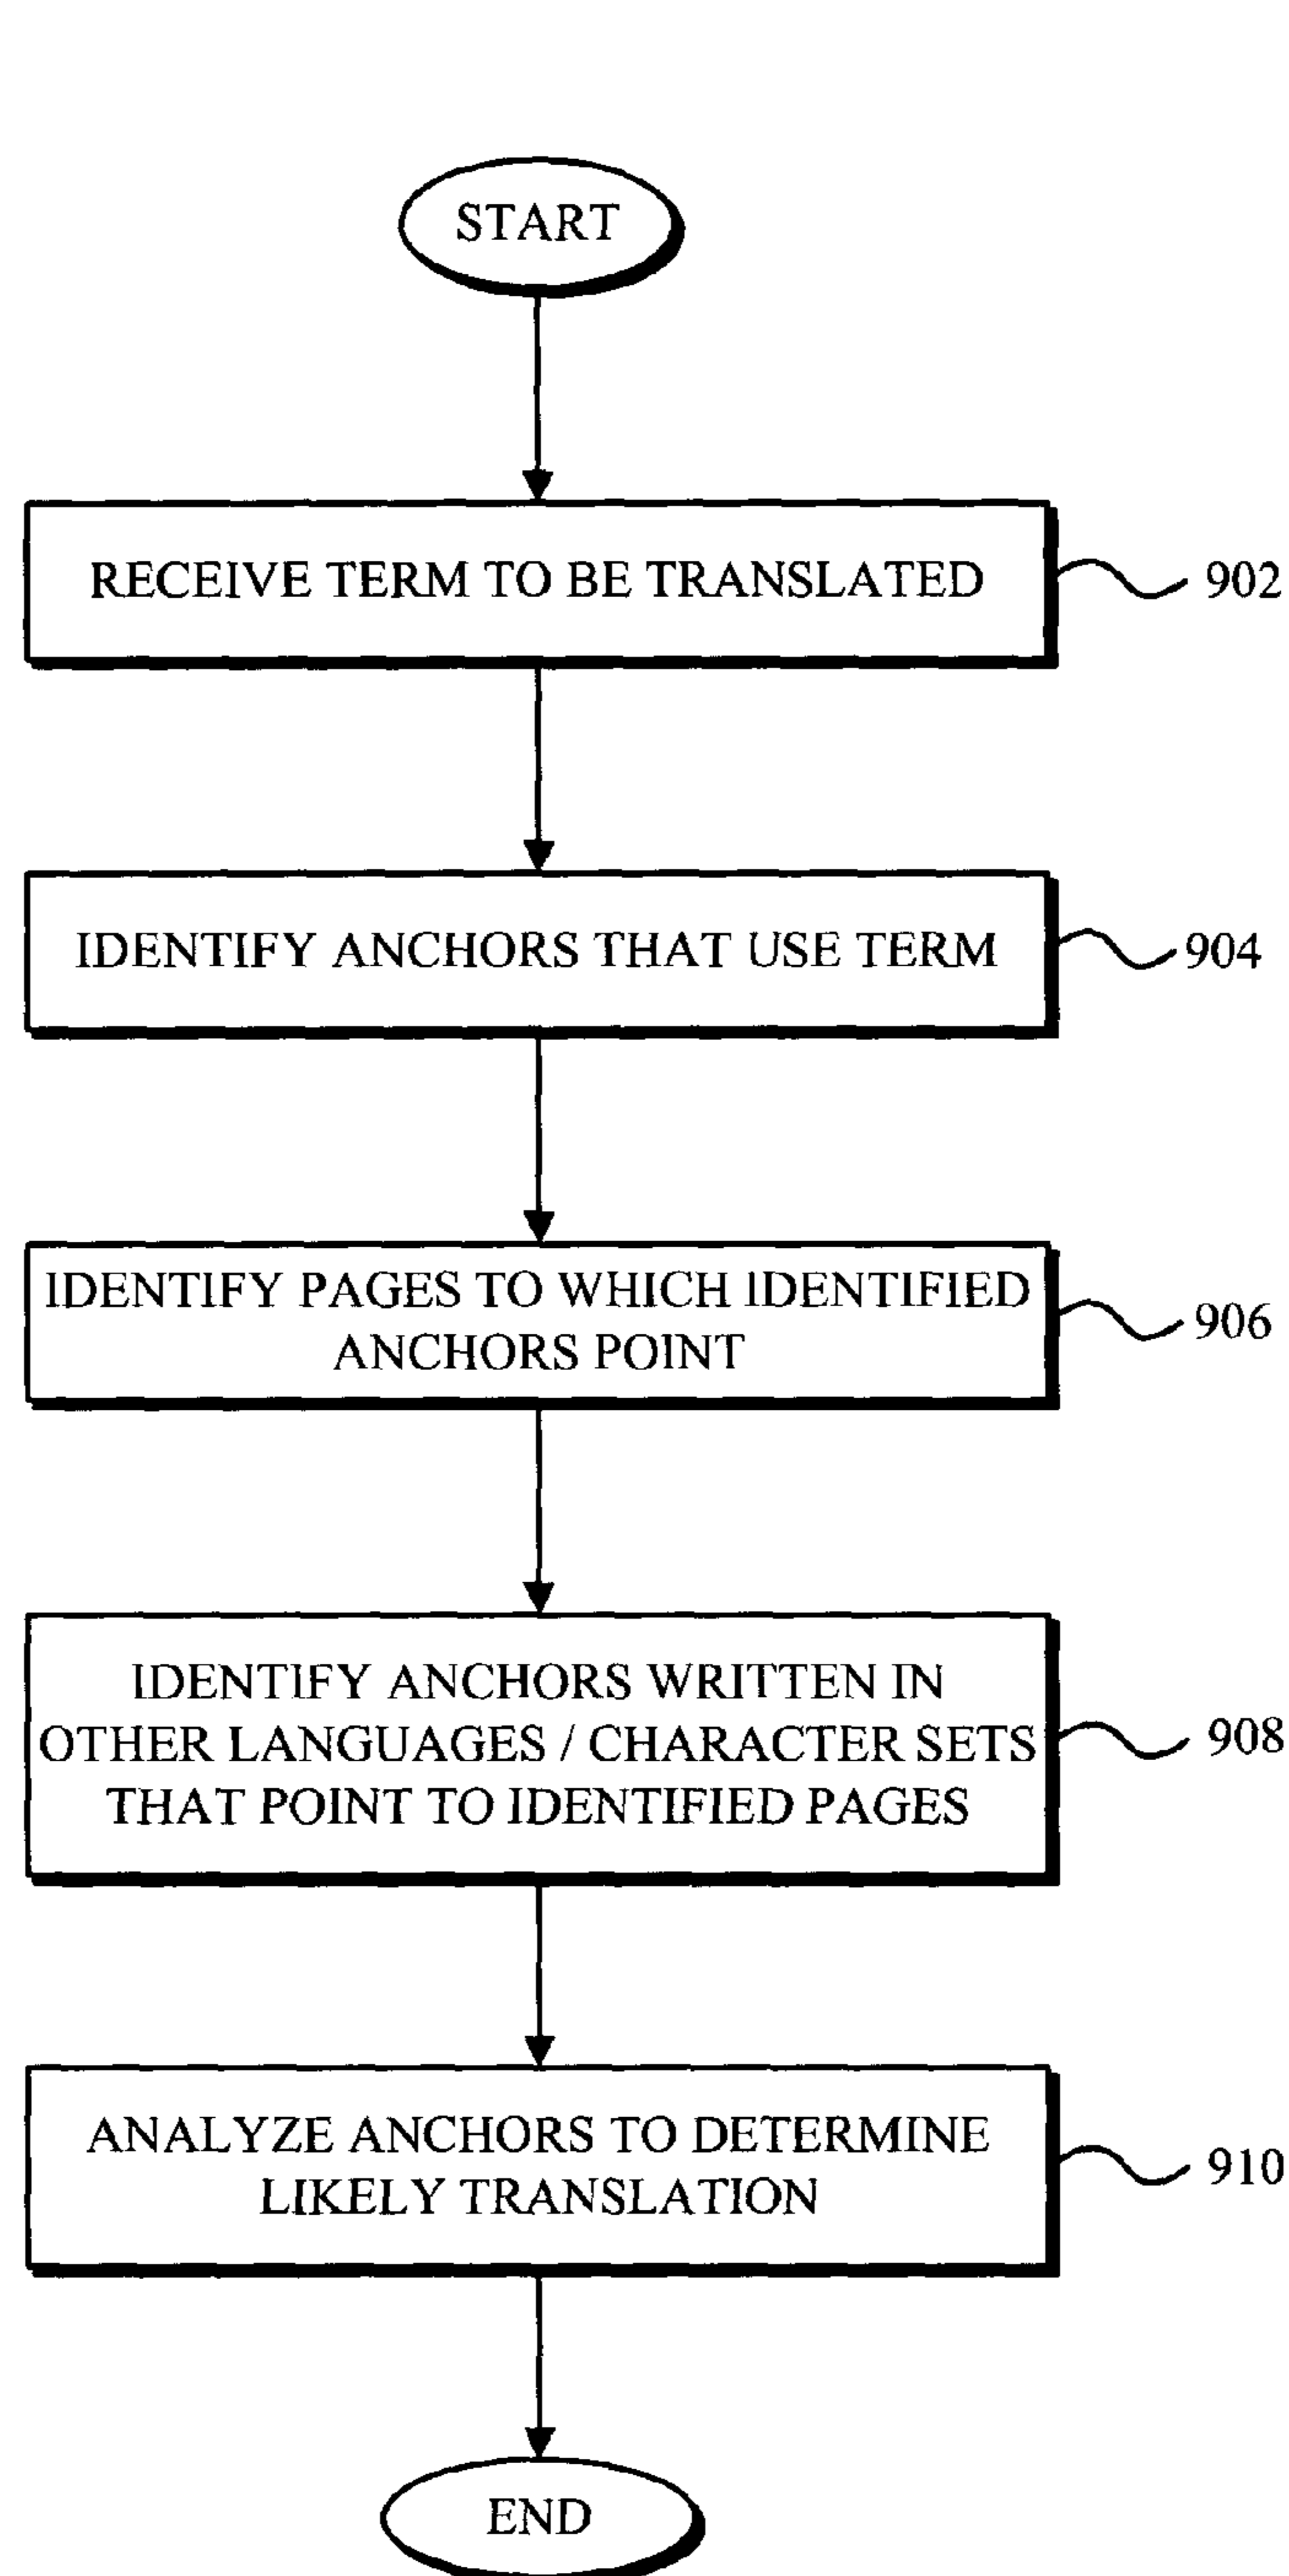 START
RECEIVE TERM TO BE TRANSLATED
902
IDENTIFY ANCHORS THAT USE TERM
904
IDENTIFY PAGES TO WHICH IDENTIFIED
ANCHORS POINT
906
IDENTIFY ANCHORS WRITTEN IN
OTHER LANGUAGES / CHARACTER SETS
THAT POINT TO IDENTIFIED PAGES
908
ANALYZE ANCHORS TO DETERMINE
LIKELY TRANSLATION
910
END